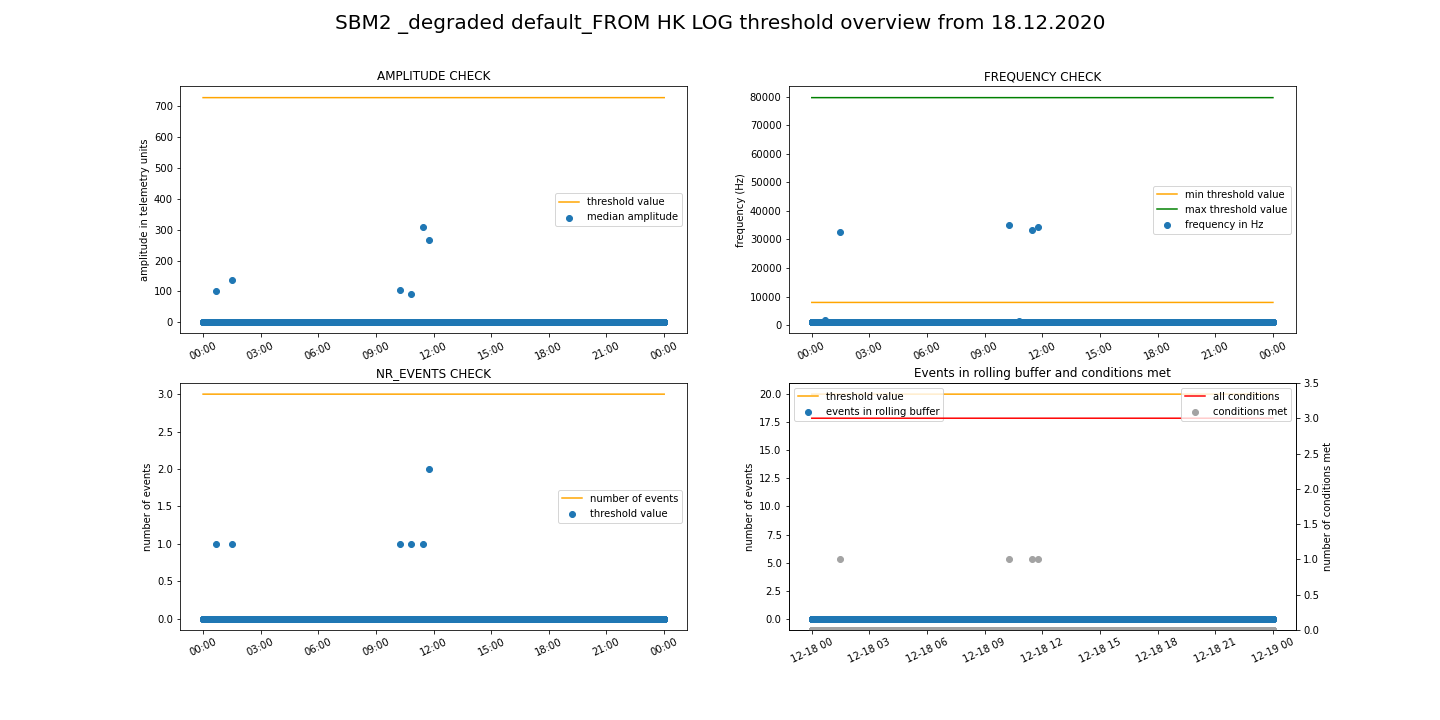 SBM2 _degraded default_FROM HK LOG threshold overview from 18.12.2020
AMPLITUDE CHECK
amplitude in telemetry units
700
600
500
400
300
200
100
0
threshold value
median amplitude
00:00 03:00 06:00 09:00 12:00 15:00 18:00 21:00 00:00
FREQUENCY CHECK
frequency (Hz)
80000
70000
60000
50000
40000
30000
20000
10000
0
min threshold value
max threshold value
frequency in Hz
00:00 03:00 06:00 09:00 12:00 15:00 18:00 21:00 00:00
NR_EVENTS CHECK
number of events
3.0
2.5
2.0
1.5
1.0
0.5
0.0
number of events
threshold value
00:00 03:00 06:00 09:00 12:00 15:00 18:00 21:00 00:00
Events in rolling buffer and conditions met
number of events
20.0
17.5
15.0
12.5
10.0
7.5
5.0
2.5
0.0
threshold value
events in rolling buffer
all conditions
conditions met
3.5
3.0
2.5
2.0
1.5
1.0
0.5
0.0
number of conditions met
12-18 00 12-18 03 12-18 06 12-18 09 12-18 12 12-18 15 12-18 18 12-18 21 12-19 00